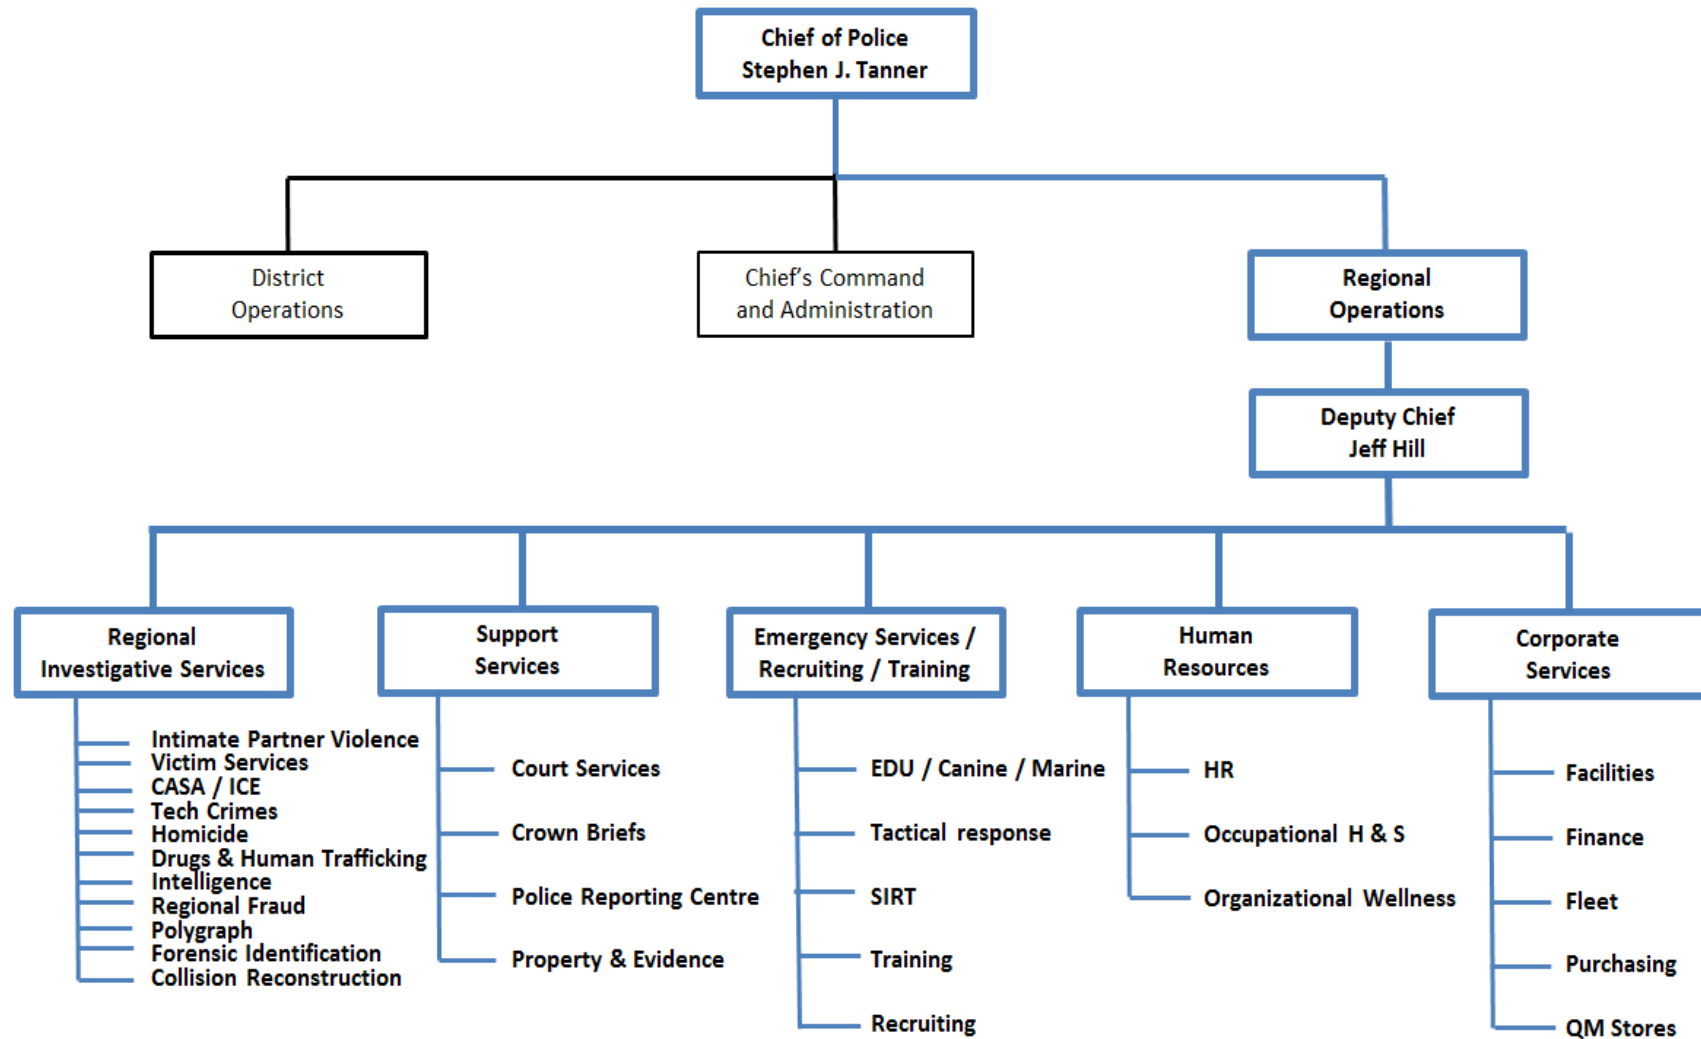 Chief of Police
Stephen J. Tanner
District
Operations
Chief's Command
and Administration
Regional
Operations
Deputy Chief
Jeff Hill
Regional
Investigative Services
Intimate Partner Violence
Victim Services
CASA / ICE
Tech Crimes
Homicide
Drugs & Human Trafficking
Intelligence
Regional Fraud
Polygraph
Forensic Identification
Collision Reconstruction
Support
Services
Court Services
Crown Briefs
Police Reporting Centre
Property & Evidence
Emergency Services /
Recruiting / Training
EDU / Canine / Marine
Tactical response
SIRT
Training
Recruiting
Human
Resources
HR
Occupational H & S
Organizational Wellness
Corporate
Services
Facilities
Finance
Fleet
Purchasing
QM Stores